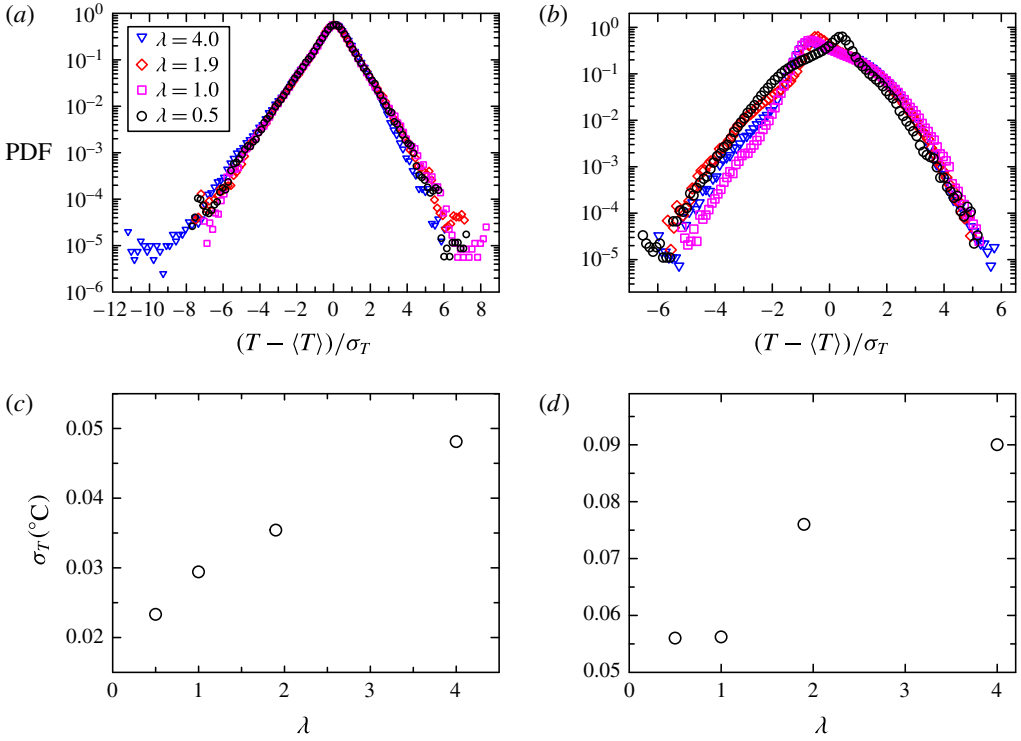 (a)
10⁰
10⁻¹
10⁻²
PDF
10⁻³
10⁻⁴
10⁻⁵
10⁻⁶
λ = 4.0
λ = 1.9
λ = 1.0
λ = 0.5
−12 −10 −8 −6 −4 −2 0 2 4 6 8
(T − ⟨T⟩)/σ_T
(b)
10⁰
10⁻¹
10⁻²
10⁻³
10⁻⁴
10⁻⁵
−6 −4 −2 0 2 4 6
(T − ⟨T⟩)/σ_T
(c)
0.05
0.04
σ_T (°C)
0.03
0.02
0 1 2 3 4
λ
(d)
0.09
0.08
0.07
0.06
0.05
0 1 2 3 4
λ